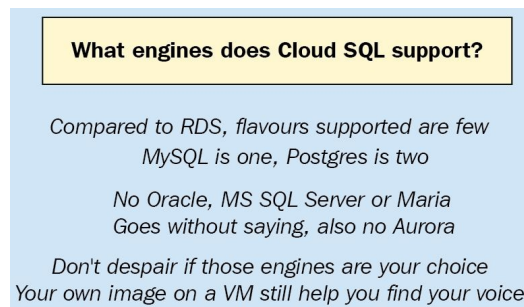 What engines does Cloud SQL support?
Compared to RDS, flavours supported are few
MySQL is one, Postgres is two
No Oracle, MS SQL Server or Maria
Goes without saying, also no Aurora
Don't despair if those engines are your choice
Your own image on a VM still help you find your voice